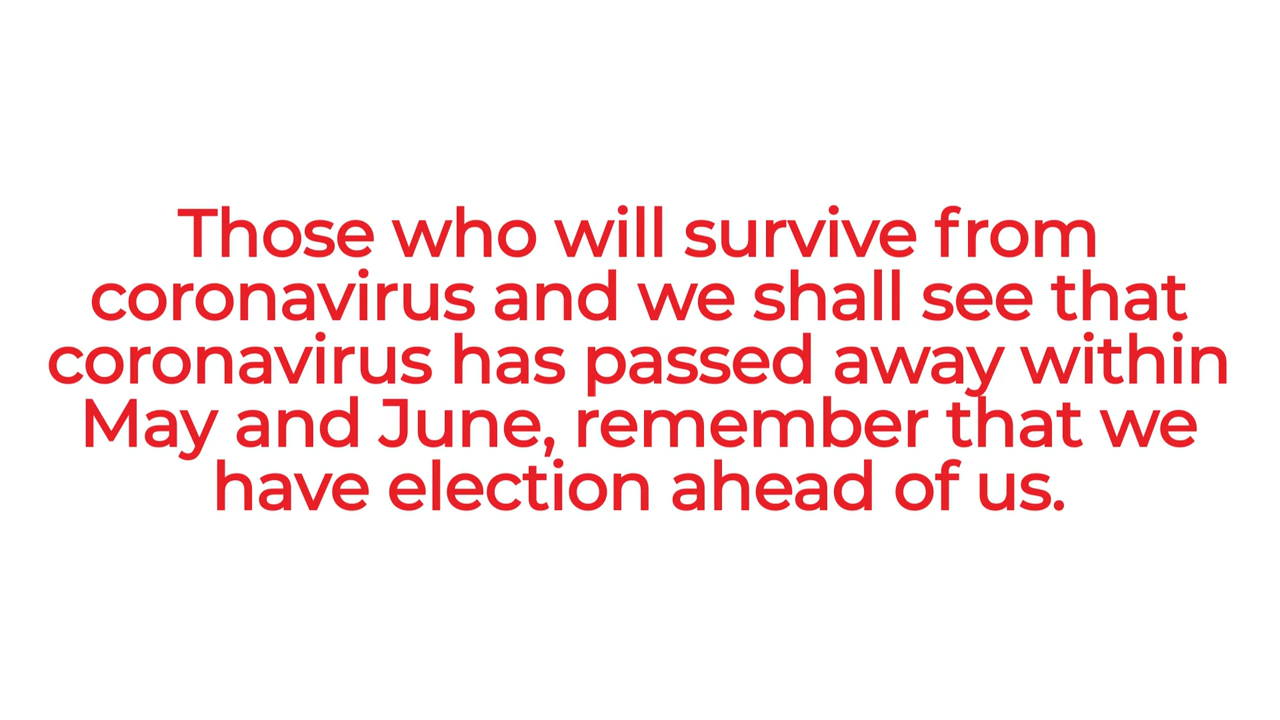 Those who will survive from
coronavirus and we shall see that
coronavirus has passed away within
May and June, remember that we
have election ahead of us.